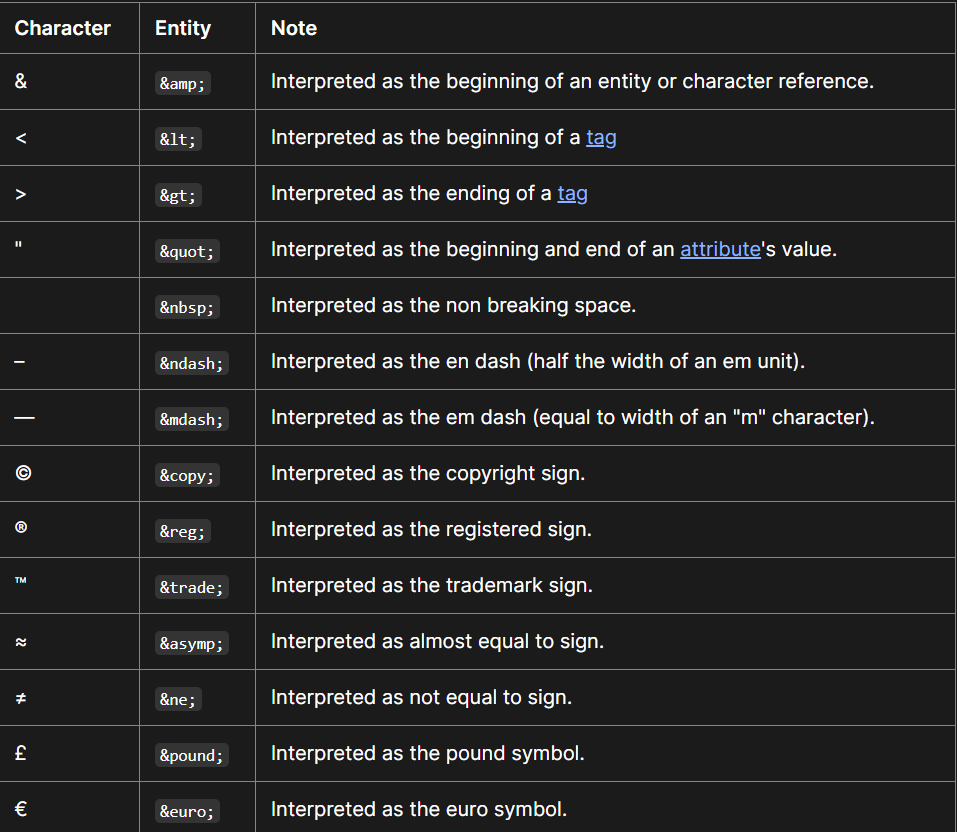 Character Entity Note
& &amp; Interpreted as the beginning of an entity or character reference.
< &lt; Interpreted as the beginning of a tag
> &gt; Interpreted as the ending of a tag
" &quot; Interpreted as the beginning and end of an attribute's value.
&nbsp; Interpreted as the non breaking space.
– &ndash; Interpreted as the en dash (half the width of an em unit).
— &mdash; Interpreted as the em dash (equal to width of an "m" character).
© &copy; Interpreted as the copyright sign.
® &reg; Interpreted as the registered sign.
™ &trade; Interpreted as the trademark sign.
≈ &asymp; Interpreted as almost equal to sign.
≠ &ne; Interpreted as not equal to sign.
£ &pound; Interpreted as the pound symbol.
€ &euro; Interpreted as the euro symbol.